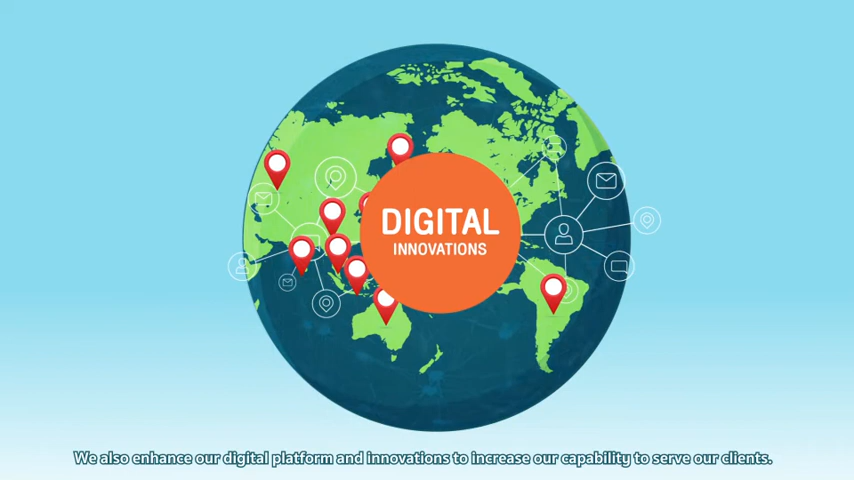 DIGITAL
INNOVATIONS
We also enhance our digital platform and innovations to increase our capability to serve our clients.